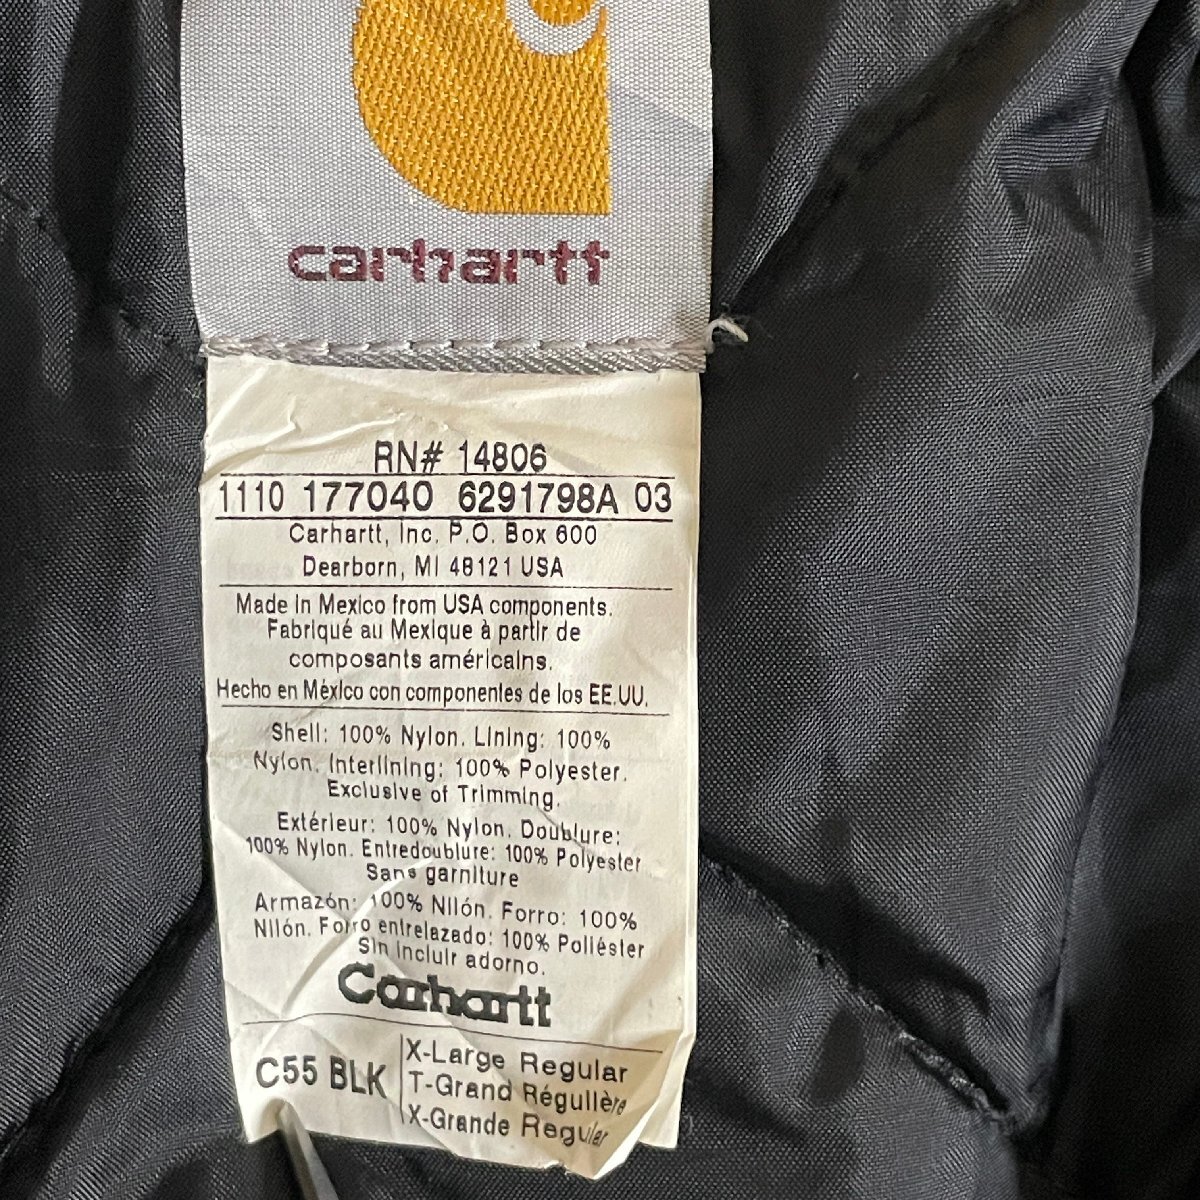 carhartt
RN# 14806
1110 177040 6291798A 03
Carhartt, Inc. P.O. Box 600
Dearborn, MI 48121 USA
Made in Mexico from USA components.
Fabriqué au Mexique à partir de
composants américains.
Hecho en México con componentes de los EE.UU.
Shell: 100% Nylon. Lining: 100%
Nylon. Interlining: 100% Polyester.
Exclusive of Trimming.
Extérieur: 100% Nylon. Doublure:
100% Nylon. Entredoublure: 100% Polyester
Sans garniture
Armazón: 100% Nilón. Forro: 100%
Nilón. Forro entrelazado: 100% Poliéster
Sin incluir adorno.
Carhartt
C55 BLK
X-Large Regular
T-Grand Régulière
X-Grande Regular